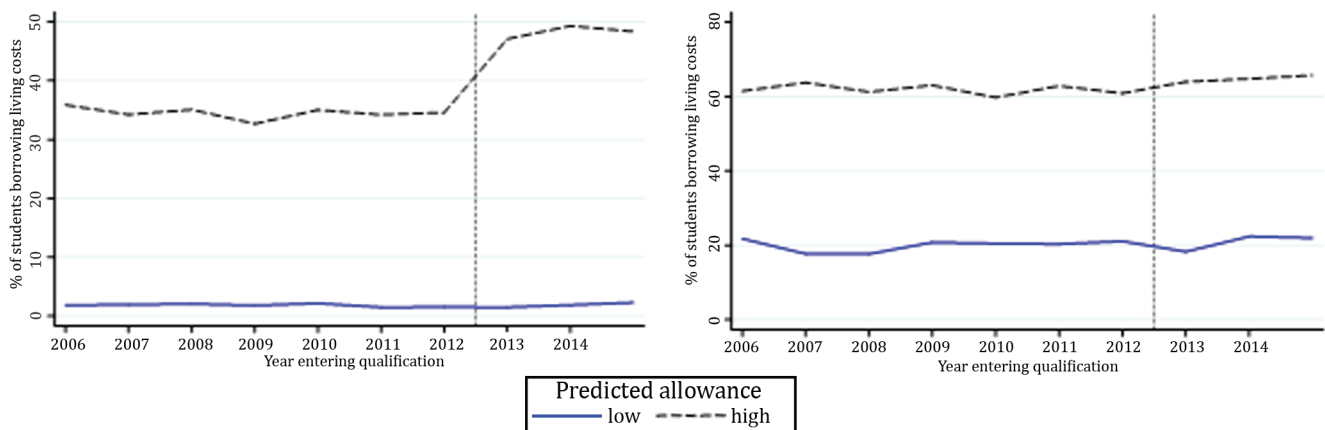 % of students borrowing living costs
50
40
30
20
10
0
2006 2007 2008 2009 2010 2011 2012 2013 2014
Year entering qualification
% of students borrowing living costs
80
60
40
20
0
2006 2007 2008 2009 2010 2011 2012 2013 2014
Year entering qualification
Predicted allowance
low high